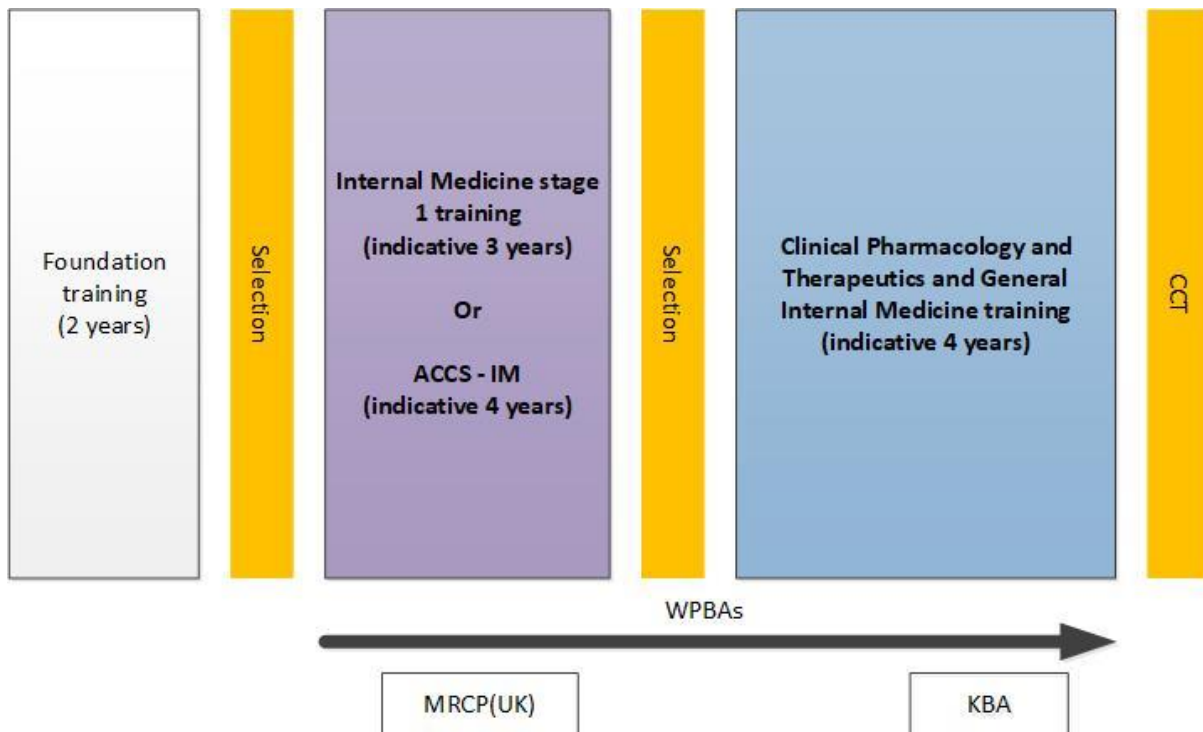 Foundation
training
(2 years)
Selection
Internal Medicine stage
1 training
(indicative 3 years)
Or
ACCS - IM
(indicative 4 years)
Selection
Clinical Pharmacology and
Therapeutics and General
Internal Medicine training
(indicative 4 years)
CCT
WPBAs
MRCP(UK)
KBA